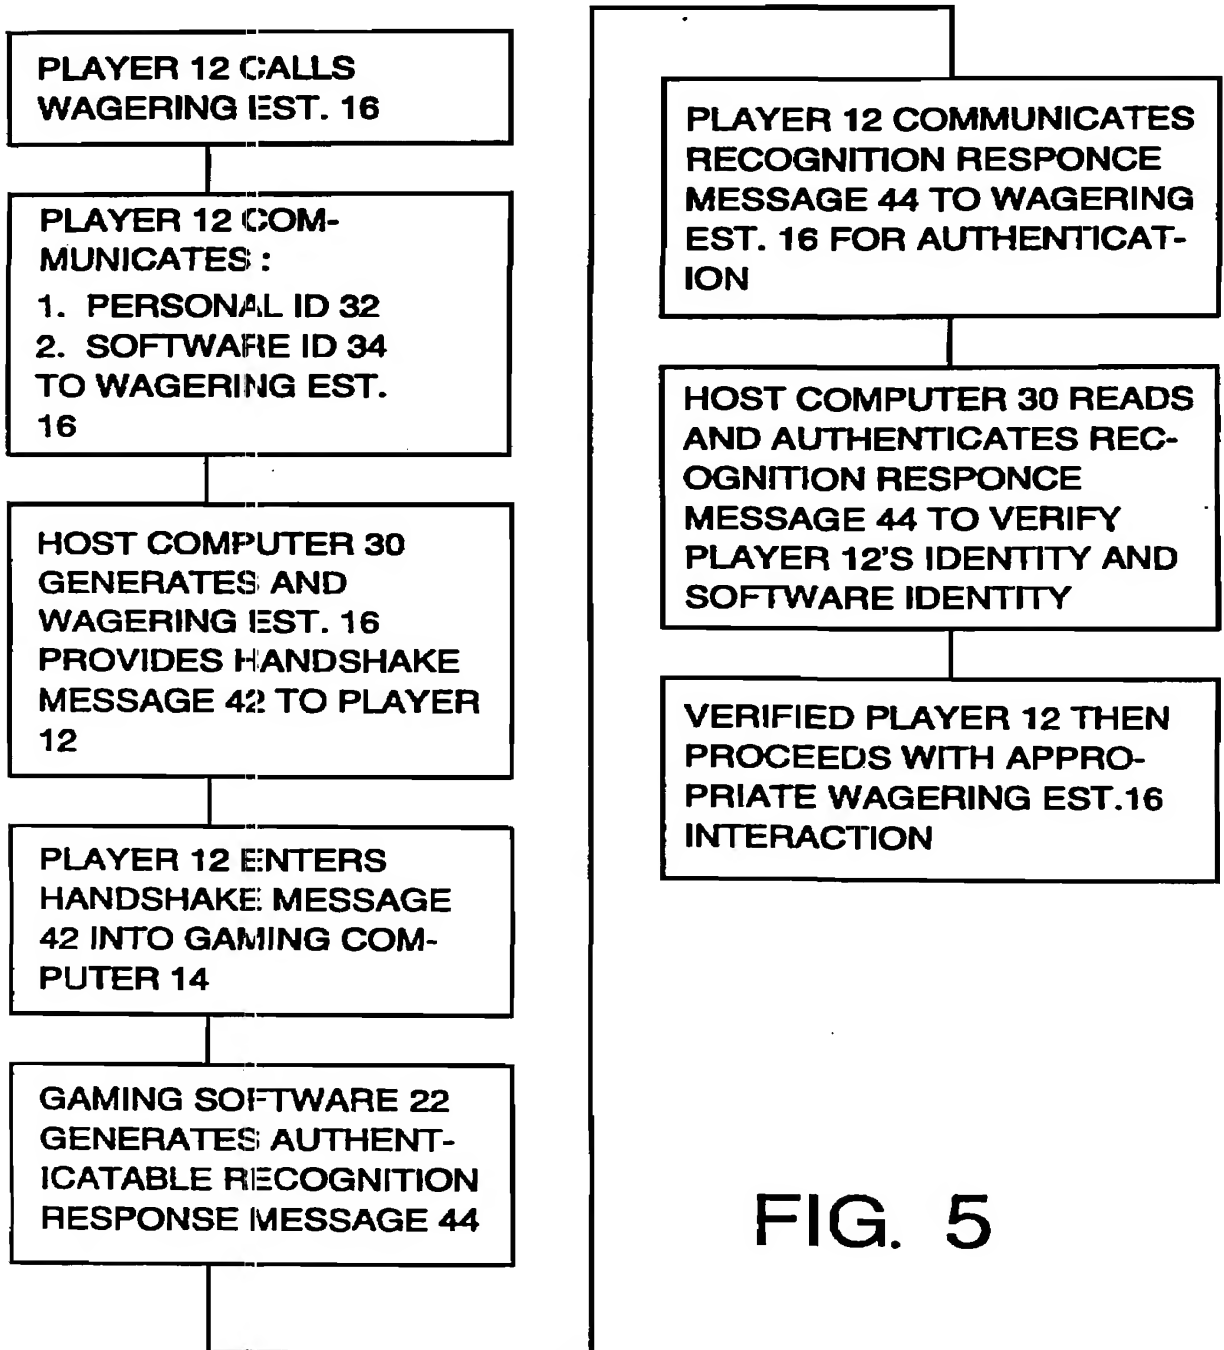 PLAYER 12 CALLS
WAGERING EST. 16
PLAYER 12 COM-
MUNICATES :
1. PERSONAL ID 32
2. SOFTWARE ID 34
TO WAGERING EST.
16
HOST COMPUTER 30
GENERATES AND
WAGERING EST. 16
PROVIDES HANDSHAKE
MESSAGE 42 TO PLAYER
12
PLAYER 12 ENTERS
HANDSHAKE MESSAGE
42 INTO GAMING COM-
PUTER 14
GAMING SOFTWARE 22
GENERATES AUTHENT-
ICATABLE RECOGNITION
RESPONSE MESSAGE 44
PLAYER 12 COMMUNICATES
RECOGNITION RESPONCE
MESSAGE 44 TO WAGERING
EST. 16 FOR AUTHENTICAT-
ION
HOST COMPUTER 30 READS
AND AUTHENTICATES REC-
OGNITION RESPONCE
MESSAGE 44 TO VERIFY
PLAYER 12'S IDENTITY AND
SOFTWARE IDENTITY
VERIFIED PLAYER 12 THEN
PROCEEDS WITH APPRO-
PRIATE WAGERING EST.16
INTERACTION
FIG. 5